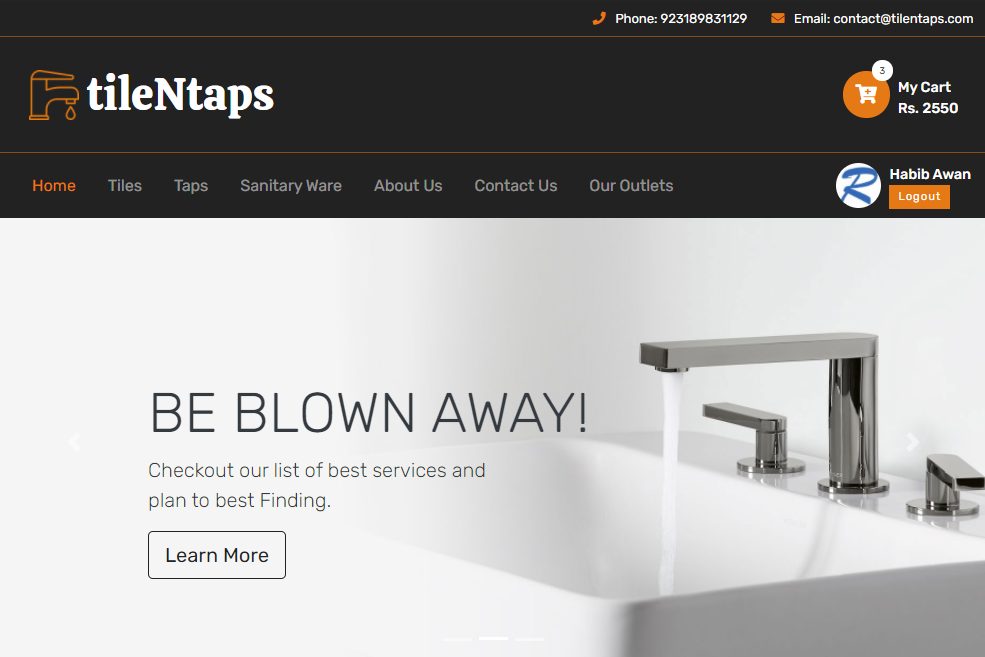 Phone: 923189831129 Email: contact@tilentaps.com
tileNtaps
3
My Cart
Rs. 2550
Home Tiles Taps Sanitary Ware About Us Contact Us Our Outlets
Habib Awan
Logout
BE BLOWN AWAY!
Checkout our list of best services and
plan to best Finding.
Learn More